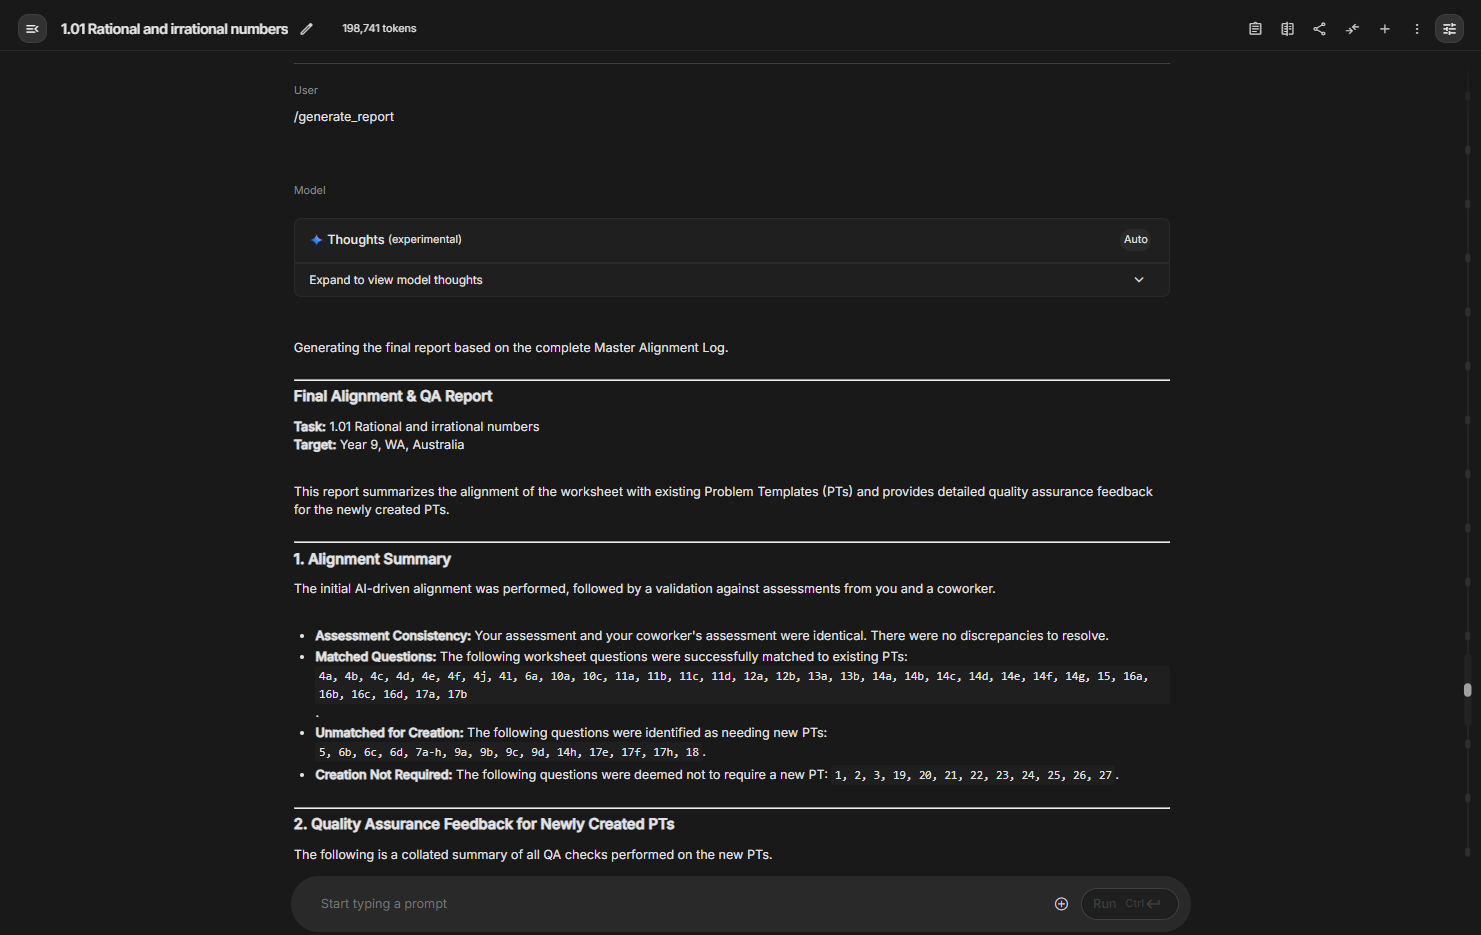 1.01 Rational and irrational numbers
198,741 tokens
User
/generate_report
Model
Thoughts (experimental)
Auto
Expand to view model thoughts
Generating the final report based on the complete Master Alignment Log.
Final Alignment & QA Report
Task: 1.01 Rational and irrational numbers
Target: Year 9, WA, Australia
This report summarizes the alignment of the worksheet with existing Problem Templates (PTs) and provides detailed quality assurance feedback
for the newly created PTs.
1. Alignment Summary
The initial AI-driven alignment was performed, followed by a validation against assessments from you and a coworker.
• Assessment Consistency: Your assessment and your coworker's assessment were identical. There were no discrepancies to resolve.
• Matched Questions: The following worksheet questions were successfully matched to existing PTs:
4a, 4b, 4c, 4d, 4e, 4f, 4j, 4l, 6a, 10a, 10c, 11a, 11b, 11c, 11d, 12a, 12b, 13a, 13b, 14a, 14b, 14c, 14d, 14e, 14f, 14g, 15, 16a,
16b, 16c, 16d, 17a, 17b
.
• Unmatched for Creation: The following questions were identified as needing new PTs:
5, 6b, 6c, 6d, 7a-h, 9a, 9b, 9c, 9d, 14h, 17e, 17f, 17h, 18.
• Creation Not Required: The following questions were deemed not to require a new PT: 1, 2, 3, 19, 20, 21, 22, 23, 24, 25, 26, 27.
2. Quality Assurance Feedback for Newly Created PTs
The following is a collated summary of all QA checks performed on the new PTs.
Start typing a prompt
Run Ctrl